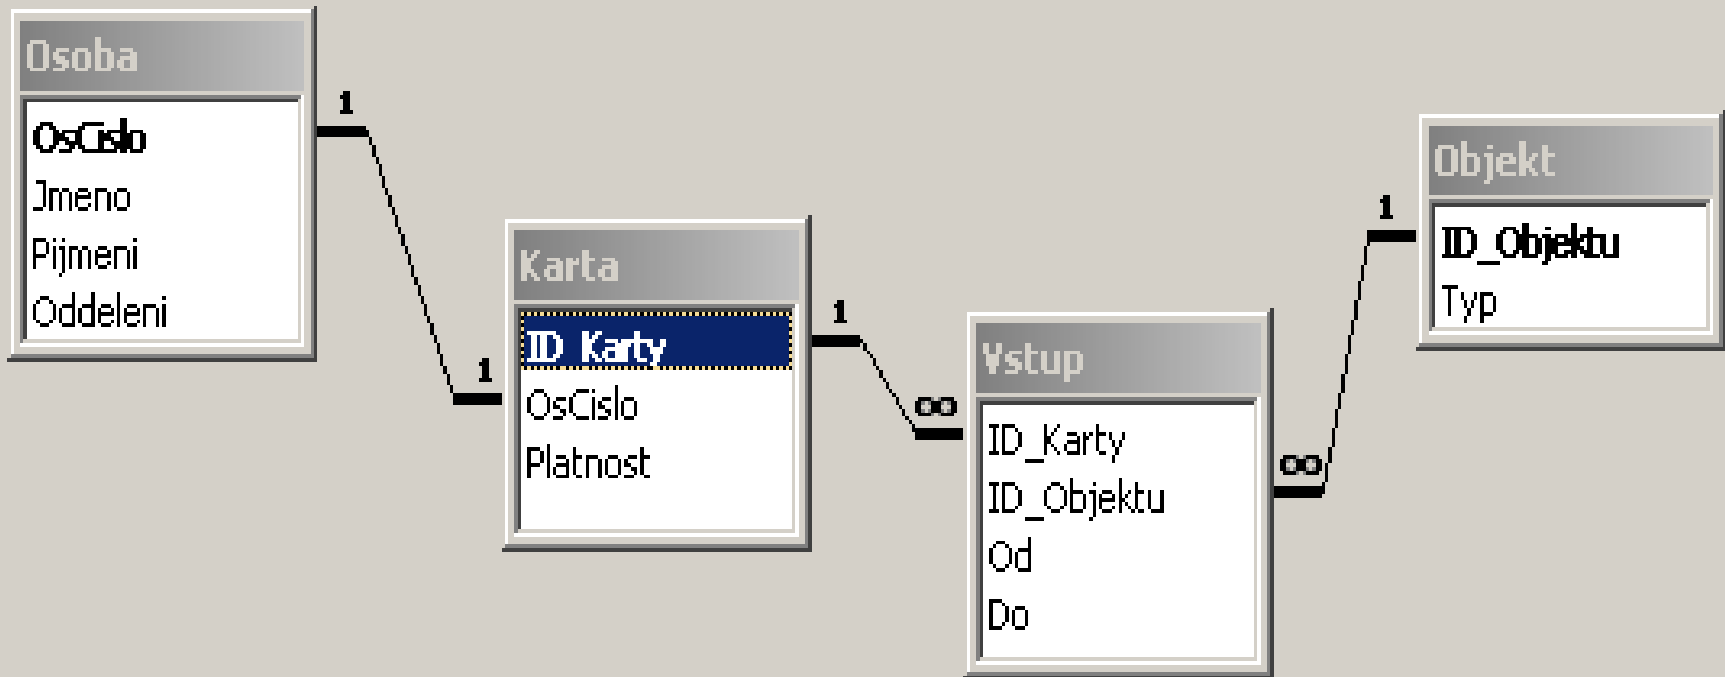 Osoba
OsCislo
Jmeno
Pijmeni
Oddeleni
1
1
Karta
ID_Karty
OsCislo
Platnost
1
∞
Vstup
ID_Karty
ID_Objektu
Od
Do
∞
1
Objekt
ID_Objektu
Typ